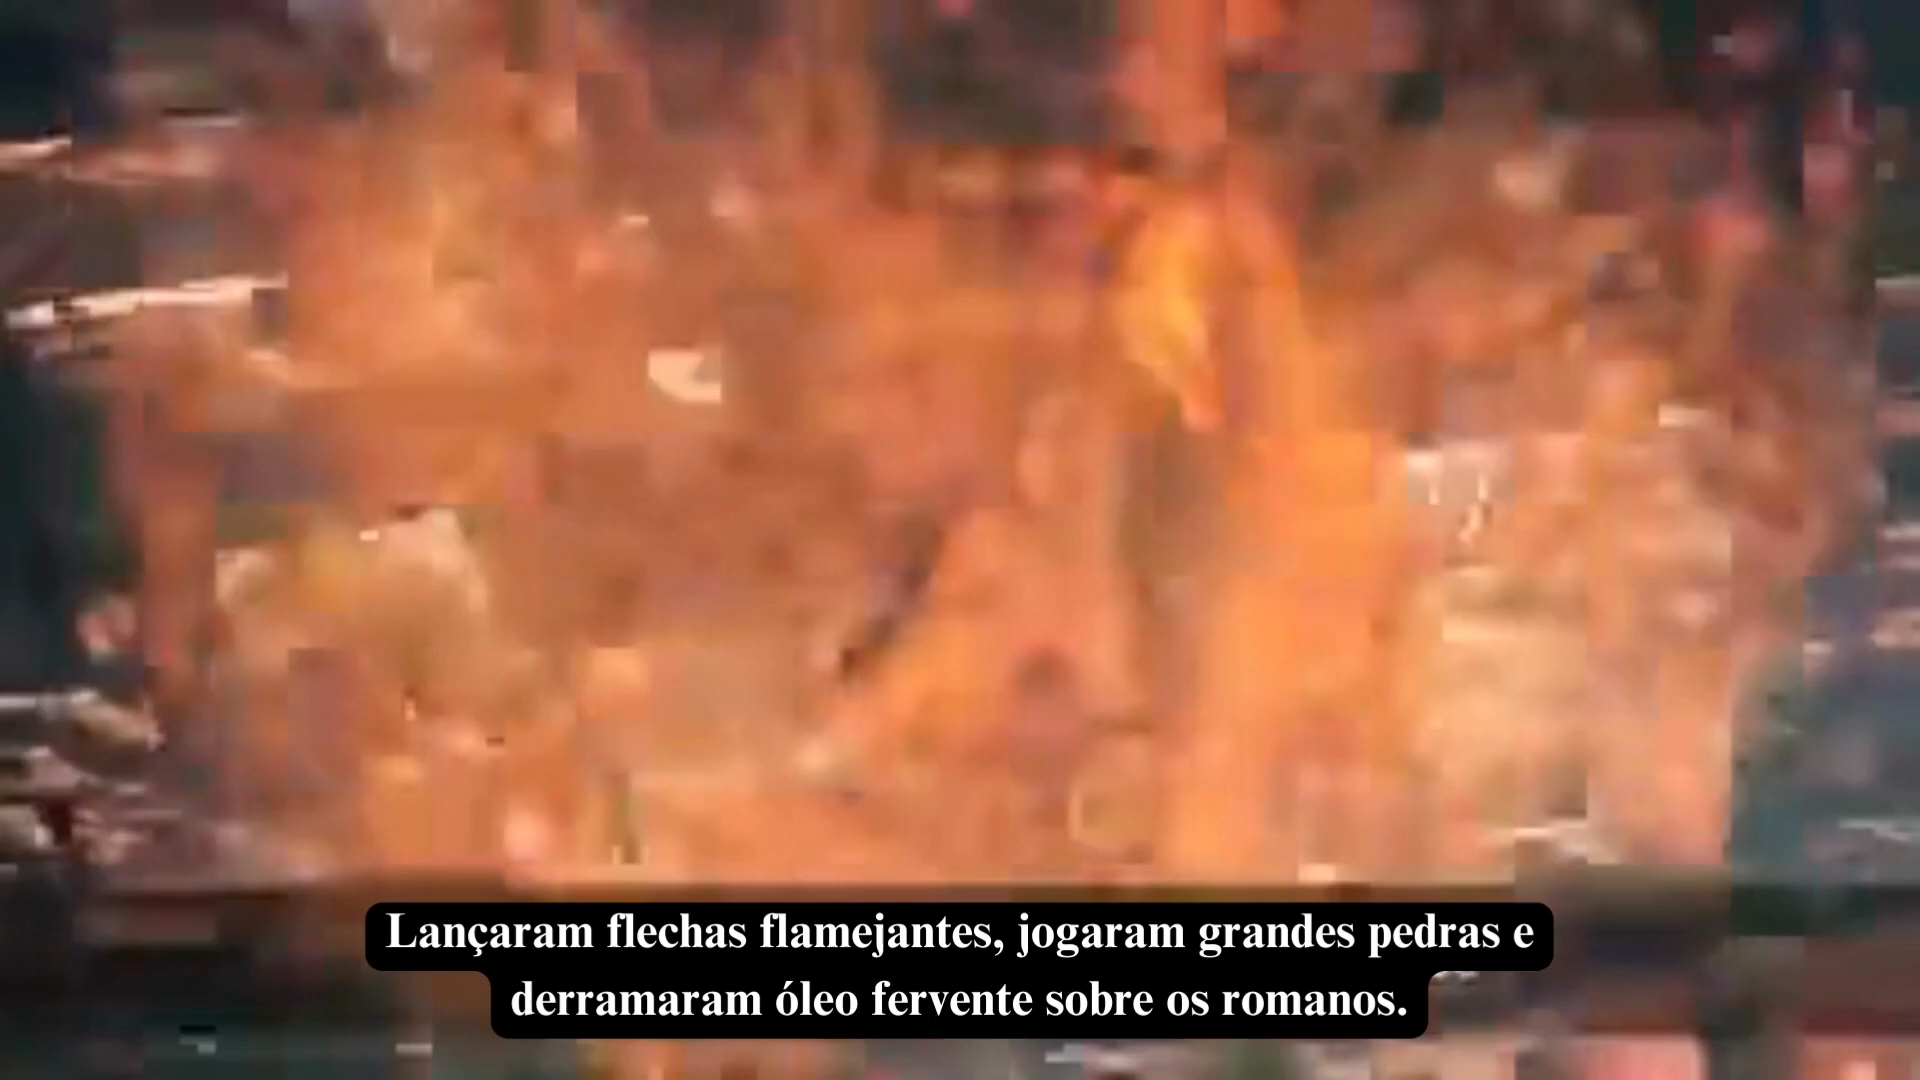 Lançaram flechas flamejantes, jogaram grandes pedras e
derramaram óleo fervente sobre os romanos.